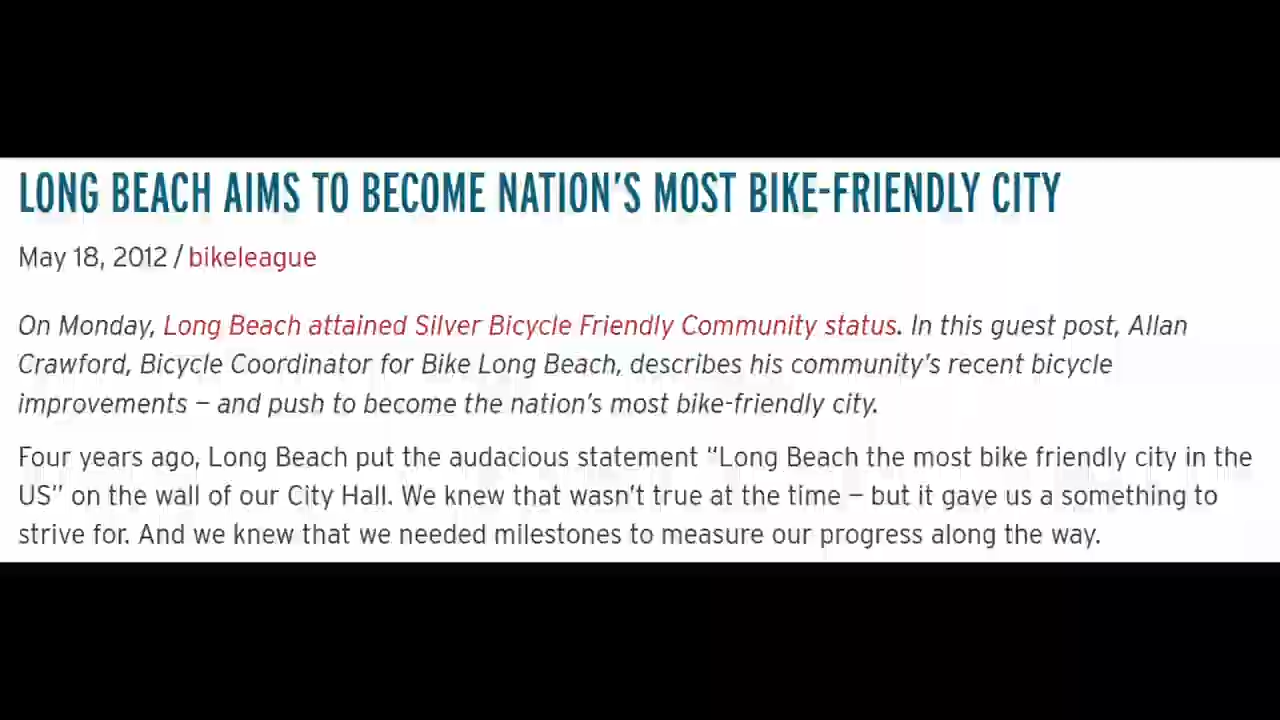 LONG BEACH AIMS TO BECOME NATION'S MOST BIKE-FRIENDLY CITY
May 18, 2012 / bikeleague
On Monday, Long Beach attained Silver Bicycle Friendly Community status. In this guest post, Allan
Crawford, Bicycle Coordinator for Bike Long Beach, describes his community's recent bicycle
improvements – and push to become the nation's most bike-friendly city.
Four years ago, Long Beach put the audacious statement “Long Beach the most bike friendly city in the
US” on the wall of our City Hall. We knew that wasn't true at the time – but it gave us a something to
strive for. And we knew that we needed milestones to measure our progress along the way.